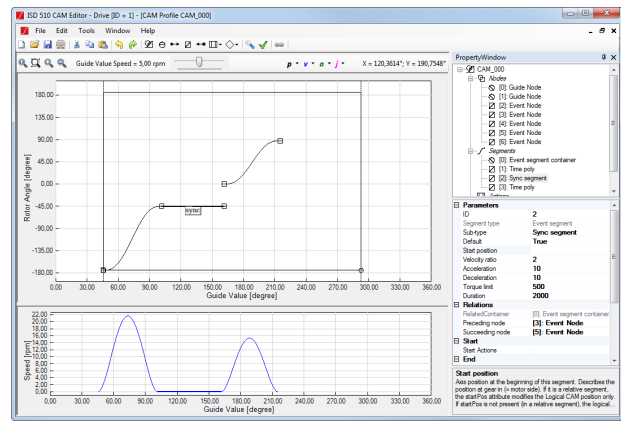 ISD 510 CAM Editor - Drive [ID = 1] - [CAM Profile CAM_000]
File Edit Tools Window Help
Guide Value Speed = 5,00 rpm
p v a j
X = 120,3614°; Y = 190,7548°
180,00
135,00
90,00
45,00
0,00
-45,00
-90,00
-135,00
-180,00
Rotor Angle [degree]
sync
0,00 30,00 60,00 90,00 120,00 150,00 180,00 210,00 240,00 270,00 300,00 330,00 360,00
Guide Value [degree]
22,00
20,00
18,00
16,00
14,00
12,00
10,00
8,00
6,00
4,00
2,00
0,00
Speed [rpm]
0,00 30,00 60,00 90,00 120,00 150,00 180,00 210,00 240,00 270,00 300,00 330,00 360,00
Guide Value [degree]
PropertyWindow
CAM_000
Nodes
[0]: Guide Node
[1]: Guide Node
[2]: Event Node
[3]: Event Node
[4]: Event Node
[5]: Event Node
[6]: Event Node
Segments
[0]: Event segment container
[1]: Time poly
[2]: Sync segment
[3]: Time poly
Parameters
ID 2
Segment type Event segment
Sub-type Sync segment
Default True
Start position
Velocity ratio 2
Acceleration 10
Deceleration 10
Torque limit 500
Duration 2000
Relations
RelatedContainer [0]: Event segment container
Preceding node [3]: Event Node
Succeeding node [5]: Event Node
Start
Start Actions
End
Start position
Axis position at the beginning of this segment. Describes the
position at gear in (= motor side). If it is a relative segment,
the startPos attribute modifies the Logical CAM position only.
If startPos is not present (in a relative segment), the logical...